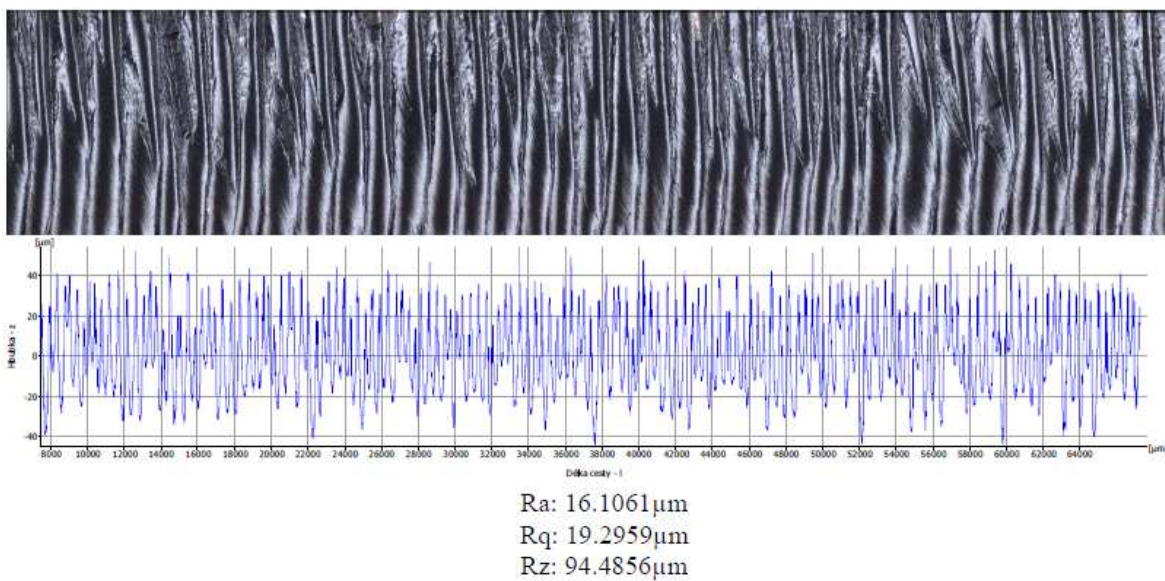 [µm]
40
20
0
-20
-40
Hloubka - z
8000 10000 12000 14000 16000 18000 20000 22000 24000 26000 28000 30000 32000 34000 36000 38000 40000 42000 44000 46000 48000 50000 52000 54000 56000 58000 60000 62000 64000 [µm]
Délka cesty - l
Ra: 16.1061µm
Rq: 19.2959µm
Rz: 94.4856µm